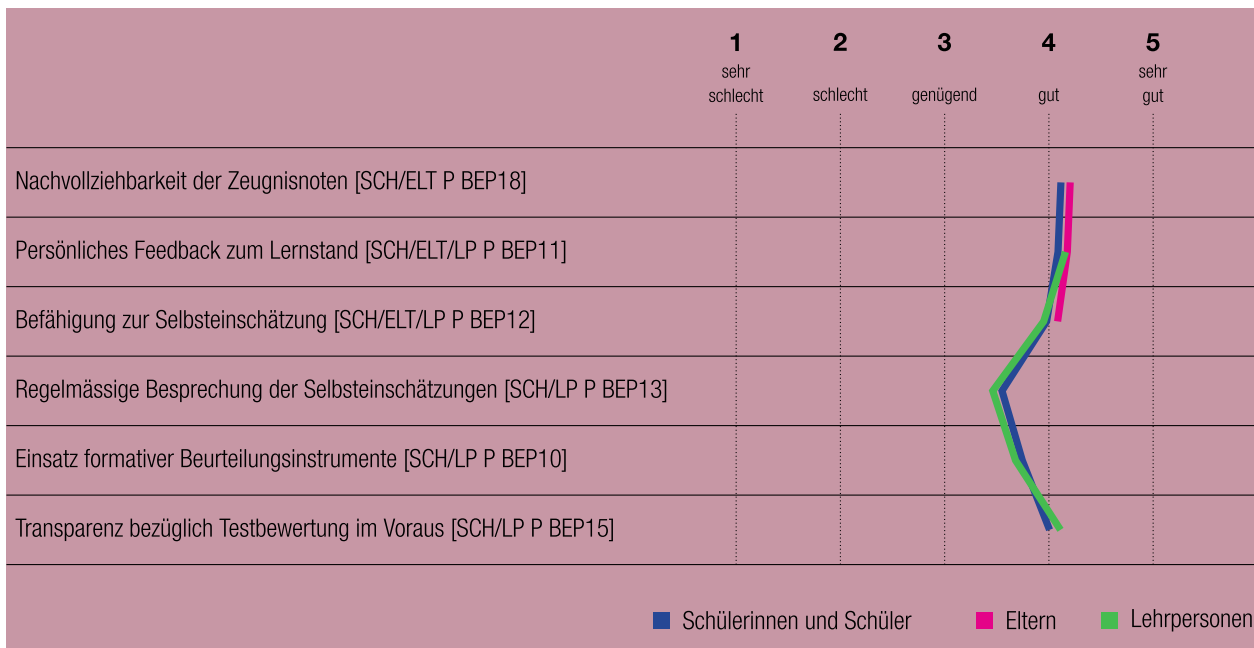 1 2 3 4 5
sehr schlecht schlecht genügend gut sehr gut
Nachvollziehbarkeit der Zeugnisnoten [SCH/ELT P BEP18]
Persönliches Feedback zum Lernstand [SCH/ELT/LP P BEP11]
Befähigung zur Selbsteinschätzung [SCH/ELT/LP P BEP12]
Regelmässige Besprechung der Selbsteinschätzungen [SCH/LP P BEP13]
Einsatz formativer Beurteilungsinstrumente [SCH/LP P BEP10]
Transparenz bezüglich Testbewertung im Voraus [SCH/LP P BEP15]
Schülerinnen und Schüler Eltern Lehrpersonen